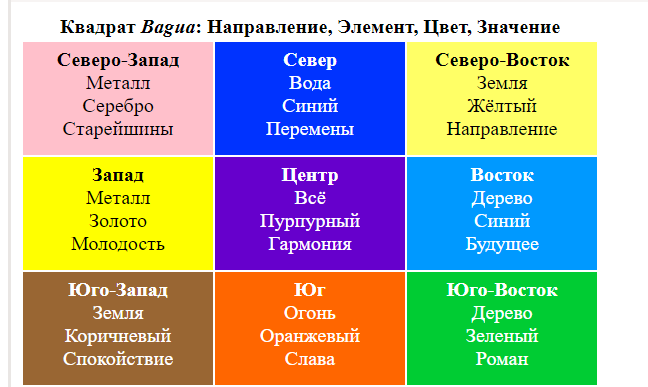 Квадрат Bagua: Направление, Элемент, Цвет, Значение
Северо-Запад
Металл
Серебро
Старейшины
Север
Вода
Синий
Перемены
Северо-Восток
Земля
Жёлтый
Направление
Запад
Металл
Золото
Молодость
Центр
Всё
Пурпурный
Гармония
Восток
Дерево
Синий
Будущее
Юго-Запад
Земля
Коричневый
Спокойствие
Юг
Огонь
Оранжевый
Слава
Юго-Восток
Дерево
Зеленый
Роман